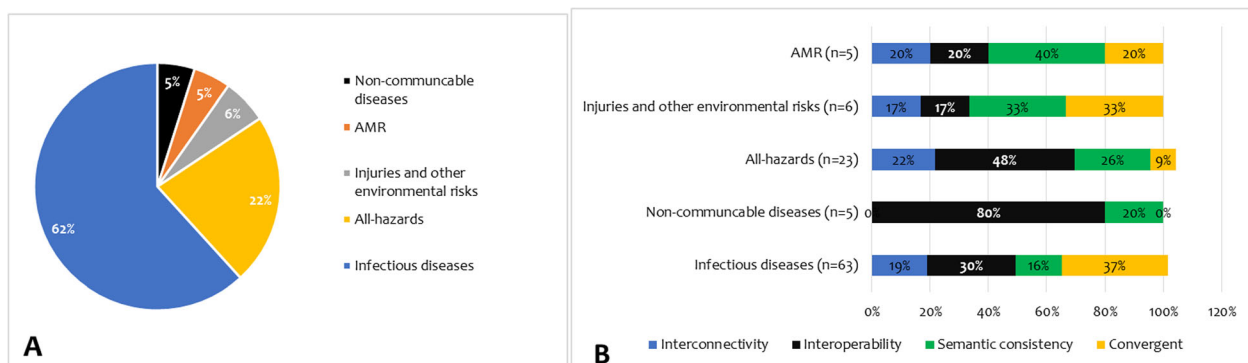 5%
5%
6%
22%
62%
Non-communcable
diseases
AMR
Injuries and other
environmental risks
All-hazards
Infectious diseases
A
AMR (n=5)
20% 20% 40% 20%
Injuries and other environmental risks (n=6)
17% 17% 33% 33%
All-hazards (n=23)
22% 48% 26% 9%
Non-communcable diseases (n=5)
0% 80% 20% 0%
Infectious diseases (n=63)
19% 30% 16% 37%
0% 20% 40% 60% 80% 100% 120%
B
Interconnectivity Interoperability Semantic consistency Convergent